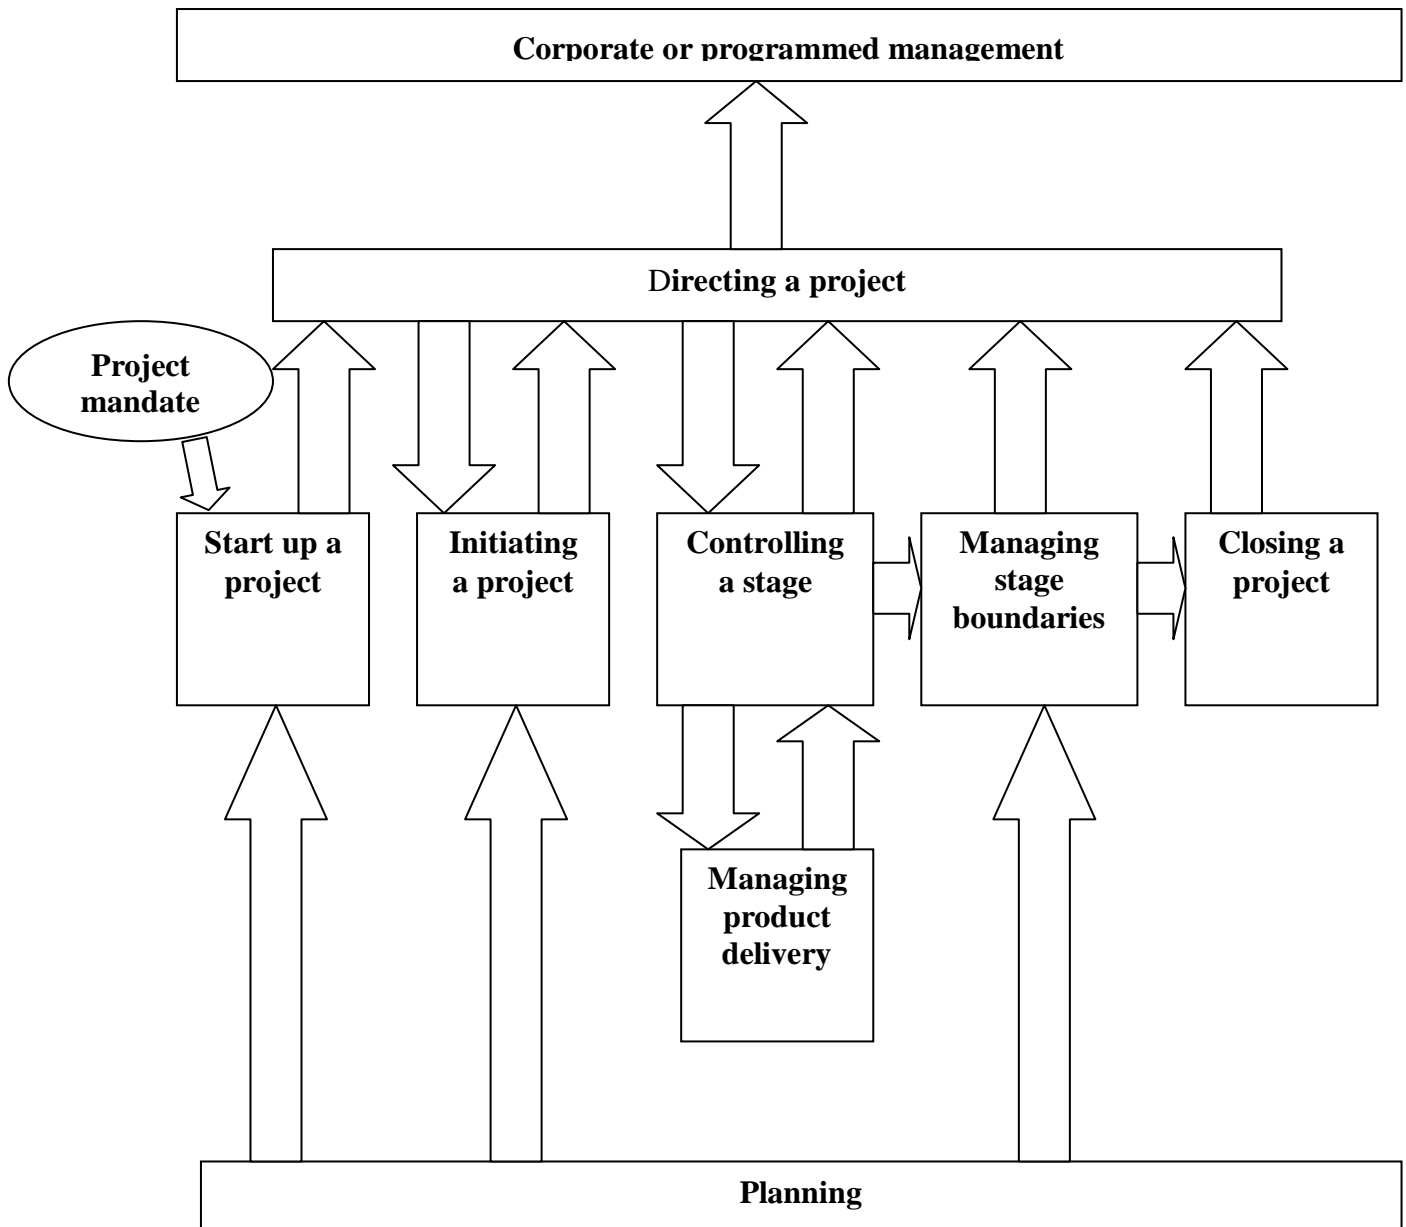 Corporate or programmed management
Directing a project
Project
mandate
Start up a
project
Initiating
a project
Controlling
a stage
Managing
stage
boundaries
Closing a
project
Managing
product
delivery
Planning